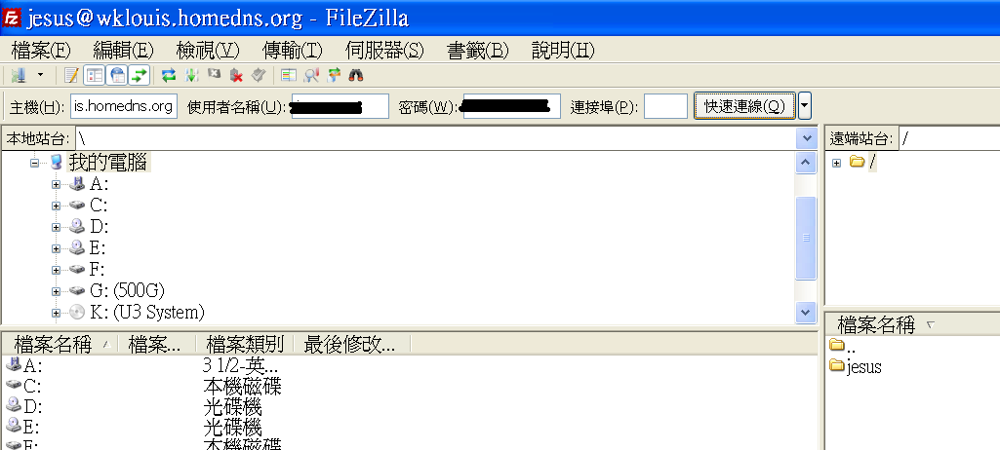 jesus@wklouis.homedns.org - FileZilla
檔案(F) 編輯(E) 檢視(V) 傳輸(T) 伺服器(S) 書籤(B) 說明(H)
主機(H): is.homedns.org 使用者名稱(U): 密碼(W): 連接埠(P): 快速連線(Q)
本地站台: \
我的電腦
A:
C:
D:
E:
F:
G: (500G)
K: (U3 System)
檔案名稱 檔案... 檔案類別 最後修改...
A: 3 1/2-英...
C: 本機磁碟
D: 光碟機
E: 光碟機
F: 本機磁碟
遠端站台: /
/
檔案名稱
..
jesus